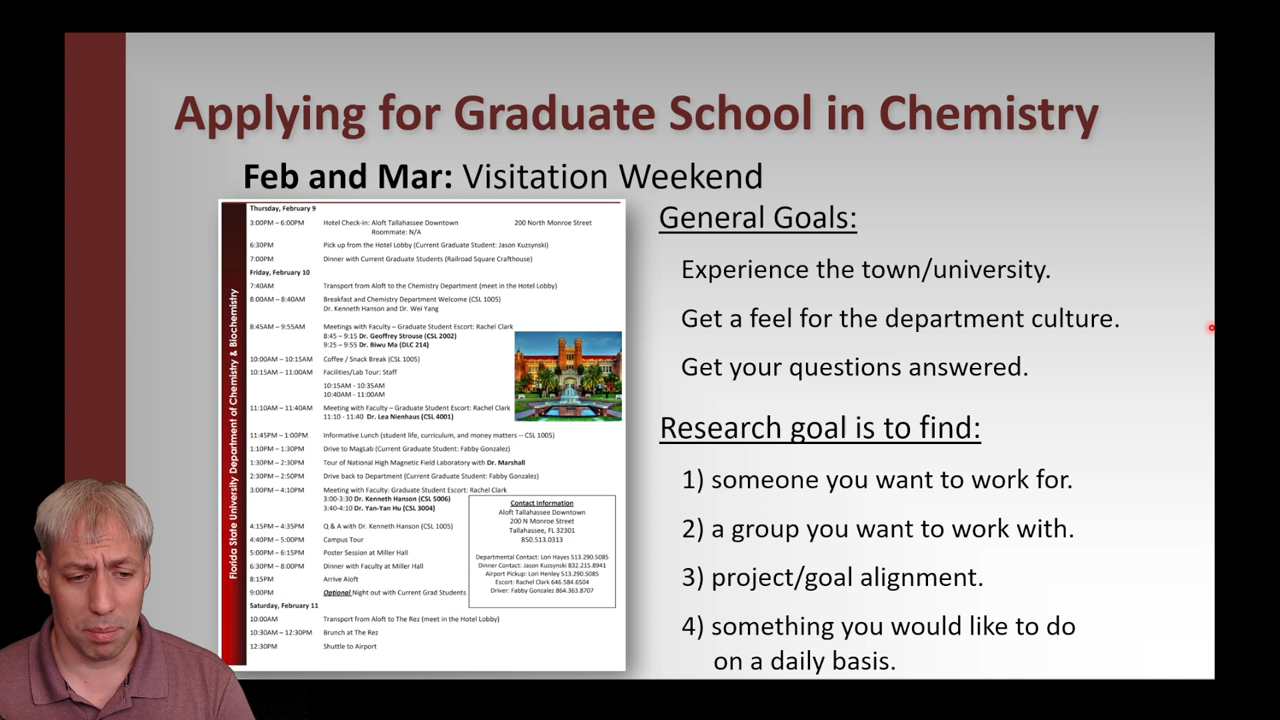 Applying for Graduate School in Chemistry
Feb and Mar: Visitation Weekend
Florida State University Department of Chemistry & Biochemistry
Thursday, February 9
3:00PM – 6:00PM Hotel Check-in: Aloft Tallahassee Downtown 200 North Monroe Street
Roommate: N/A
6:30PM Pick up from the Hotel Lobby (Current Graduate Student: Jason Kuzsynski)
7:00PM Dinner with Current Graduate Students (Railroad Square Crafthouse)
Friday, February 10
7:40AM Transport from Aloft to the Chemistry Department (meet in the Hotel Lobby)
8:00AM – 8:40AM Breakfast and Chemistry Department Welcome (CSL 1005)
Dr. Kenneth Hanson and Dr. Wei Yang
8:45AM – 9:55AM Meetings with Faculty – Graduate Student Escort: Rachel Clark
8:45 – 9:15 Dr. Geoffrey Strouse (CSL 2002)
9:25 – 9:55 Dr. Biwu Ma (DLC 214)
10:00AM – 10:15AM Coffee / Snack Break (CSL 1005)
10:15AM – 11:00AM Facilities/Lab Tour: Staff
10:15AM - 10:35AM
10:40AM - 11:00AM
11:10AM – 11:40AM Meeting with Faculty – Graduate Student Escort: Rachel Clark
11:10 - 11:40 Dr. Lea Nienhaus (CSL 4001)
11:45PM – 1:00PM Informative Lunch (student life, curriculum, and money matters -- CSL 1005)
1:10PM – 1:30PM Drive to MagLab (Current Graduate Student: Fabby Gonzalez)
1:30PM – 2:30PM Tour of National High Magnetic Field Laboratory with Dr. Marshall
2:30PM – 2:50PM Drive back to Department (Current Graduate Student: Fabby Gonzalez)
3:00PM – 4:10PM Meeting with Faculty: Graduate Student Escort: Rachel Clark
3:00-3:30 Dr. Kenneth Hanson (CSL 5006)
3:40-4:10 Dr. Yan-Yan Hu (CSL 3004)
4:15PM – 4:35PM Q & A with Dr. Kenneth Hanson (CSL 1005)
4:40PM – 5:00PM Campus Tour
5:00PM – 6:15PM Poster Session at Miller Hall
6:30PM – 8:00PM Dinner with Faculty at Miller Hall
8:15PM Arrive Aloft
9:00PM Optional Night out with Current Grad Students
Saturday, February 11
10:00AM Transport from Aloft to The Rez (meet in the Hotel Lobby)
10:30AM – 12:30PM Brunch at The Rez
12:30PM Shuttle to Airport
Contact Information
Aloft Tallahassee Downtown
200 N Monroe Street
Tallahassee, FL 32301
850.513.0313
Departmental Contact: Lori Hayes 513.290.5085
Dinner Contact: Jason Kuzsynski 832.215.8941
Airport Pickup: Lori Henley 513.290.5085
Escort: Rachel Clark 646.584.6504
Driver: Fabby Gonzalez 864.363.8707
General Goals:
Experience the town/university.
Get a feel for the department culture.
Get your questions answered.
Research goal is to find:
1) someone you want to work for.
2) a group you want to work with.
3) project/goal alignment.
4) something you would like to do
on a daily basis.